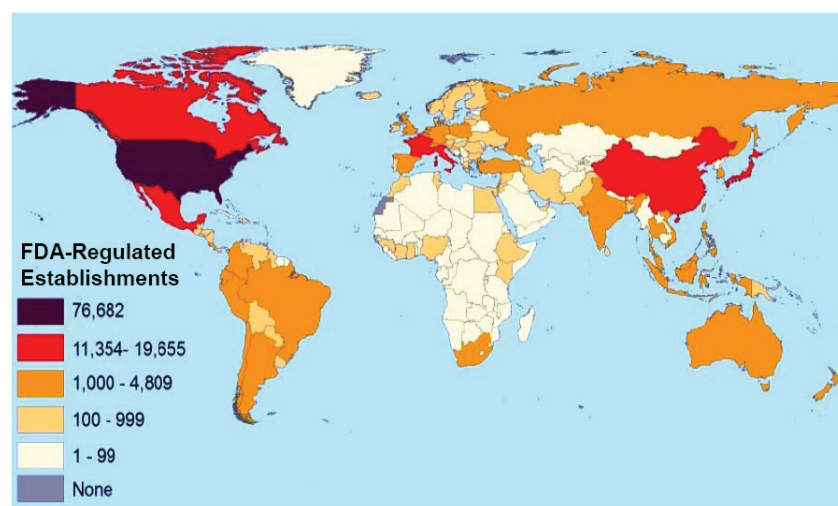 FDA-Regulated
Establishments
76,682
11,354- 19,655
1,000 - 4,809
100 - 999
1 - 99
None